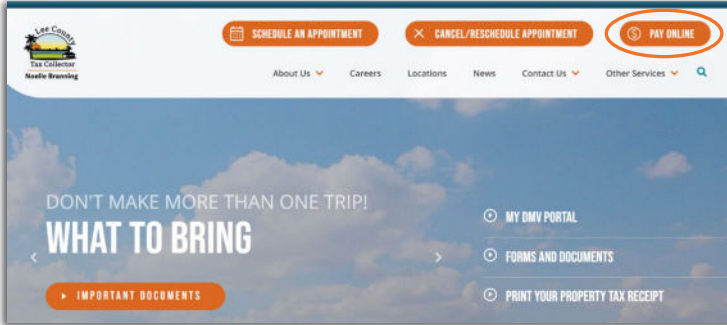 Lee County
Tax Collector
Noelle Branning
SCHEDULE AN APPOINTMENT
CANCEL/RESCHEDULE APPOINTMENT
PAY ONLINE
About Us
Careers
Locations
News
Contact Us
Other Services
DON'T MAKE MORE THAN ONE TRIP!
WHAT TO BRING
IMPORTANT DOCUMENTS
MY DMV PORTAL
FORMS AND DOCUMENTS
PRINT YOUR PROPERTY TAX RECEIPT